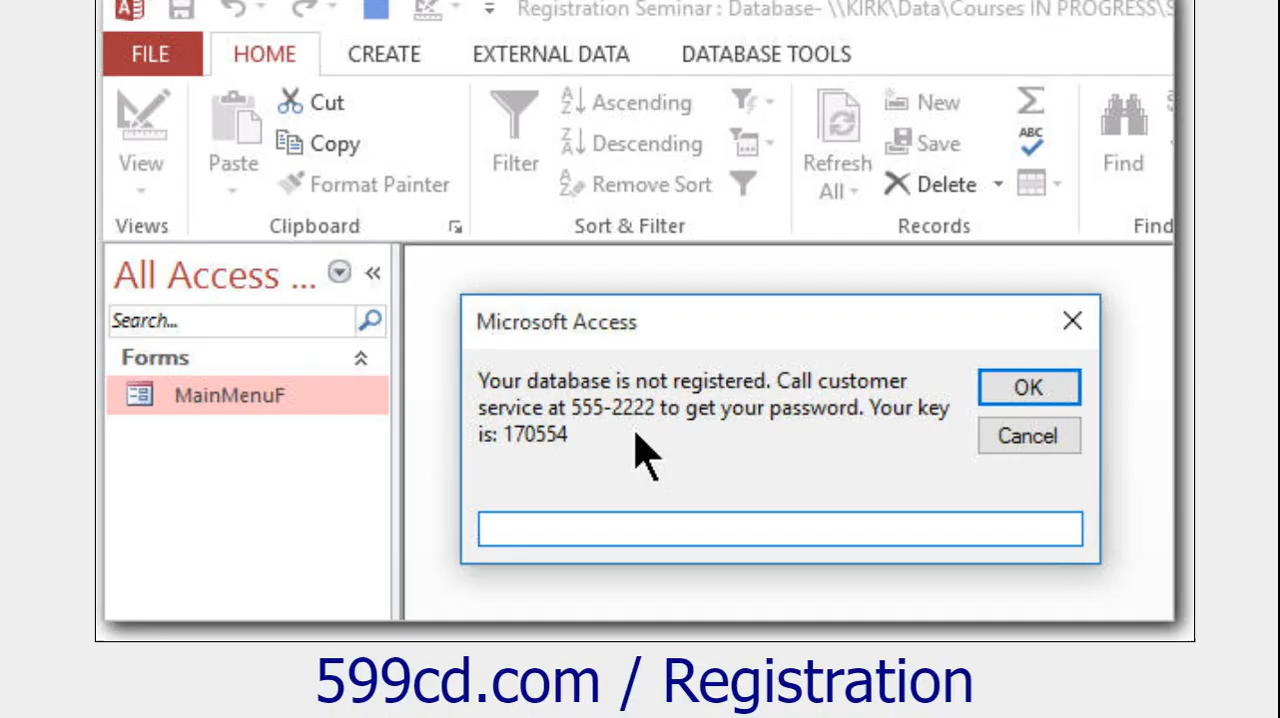 Registration Seminar : Database- \\KIRK\Data\Courses IN PROGRESS\
FILE HOME CREATE EXTERNAL DATA DATABASE TOOLS
View
Views
Paste
Cut
Copy
Format Painter
Clipboard
Filter
Ascending
Descending
Remove Sort
Sort & Filter
Refresh
All
New
Save
Delete
ABC
Records
Find
Find
All Access ...
Search...
Forms
MainMenuF
Microsoft Access
Your database is not registered. Call customer
service at 555-2222 to get your password. Your key
is: 170554
OK
Cancel
599cd.com / Registration